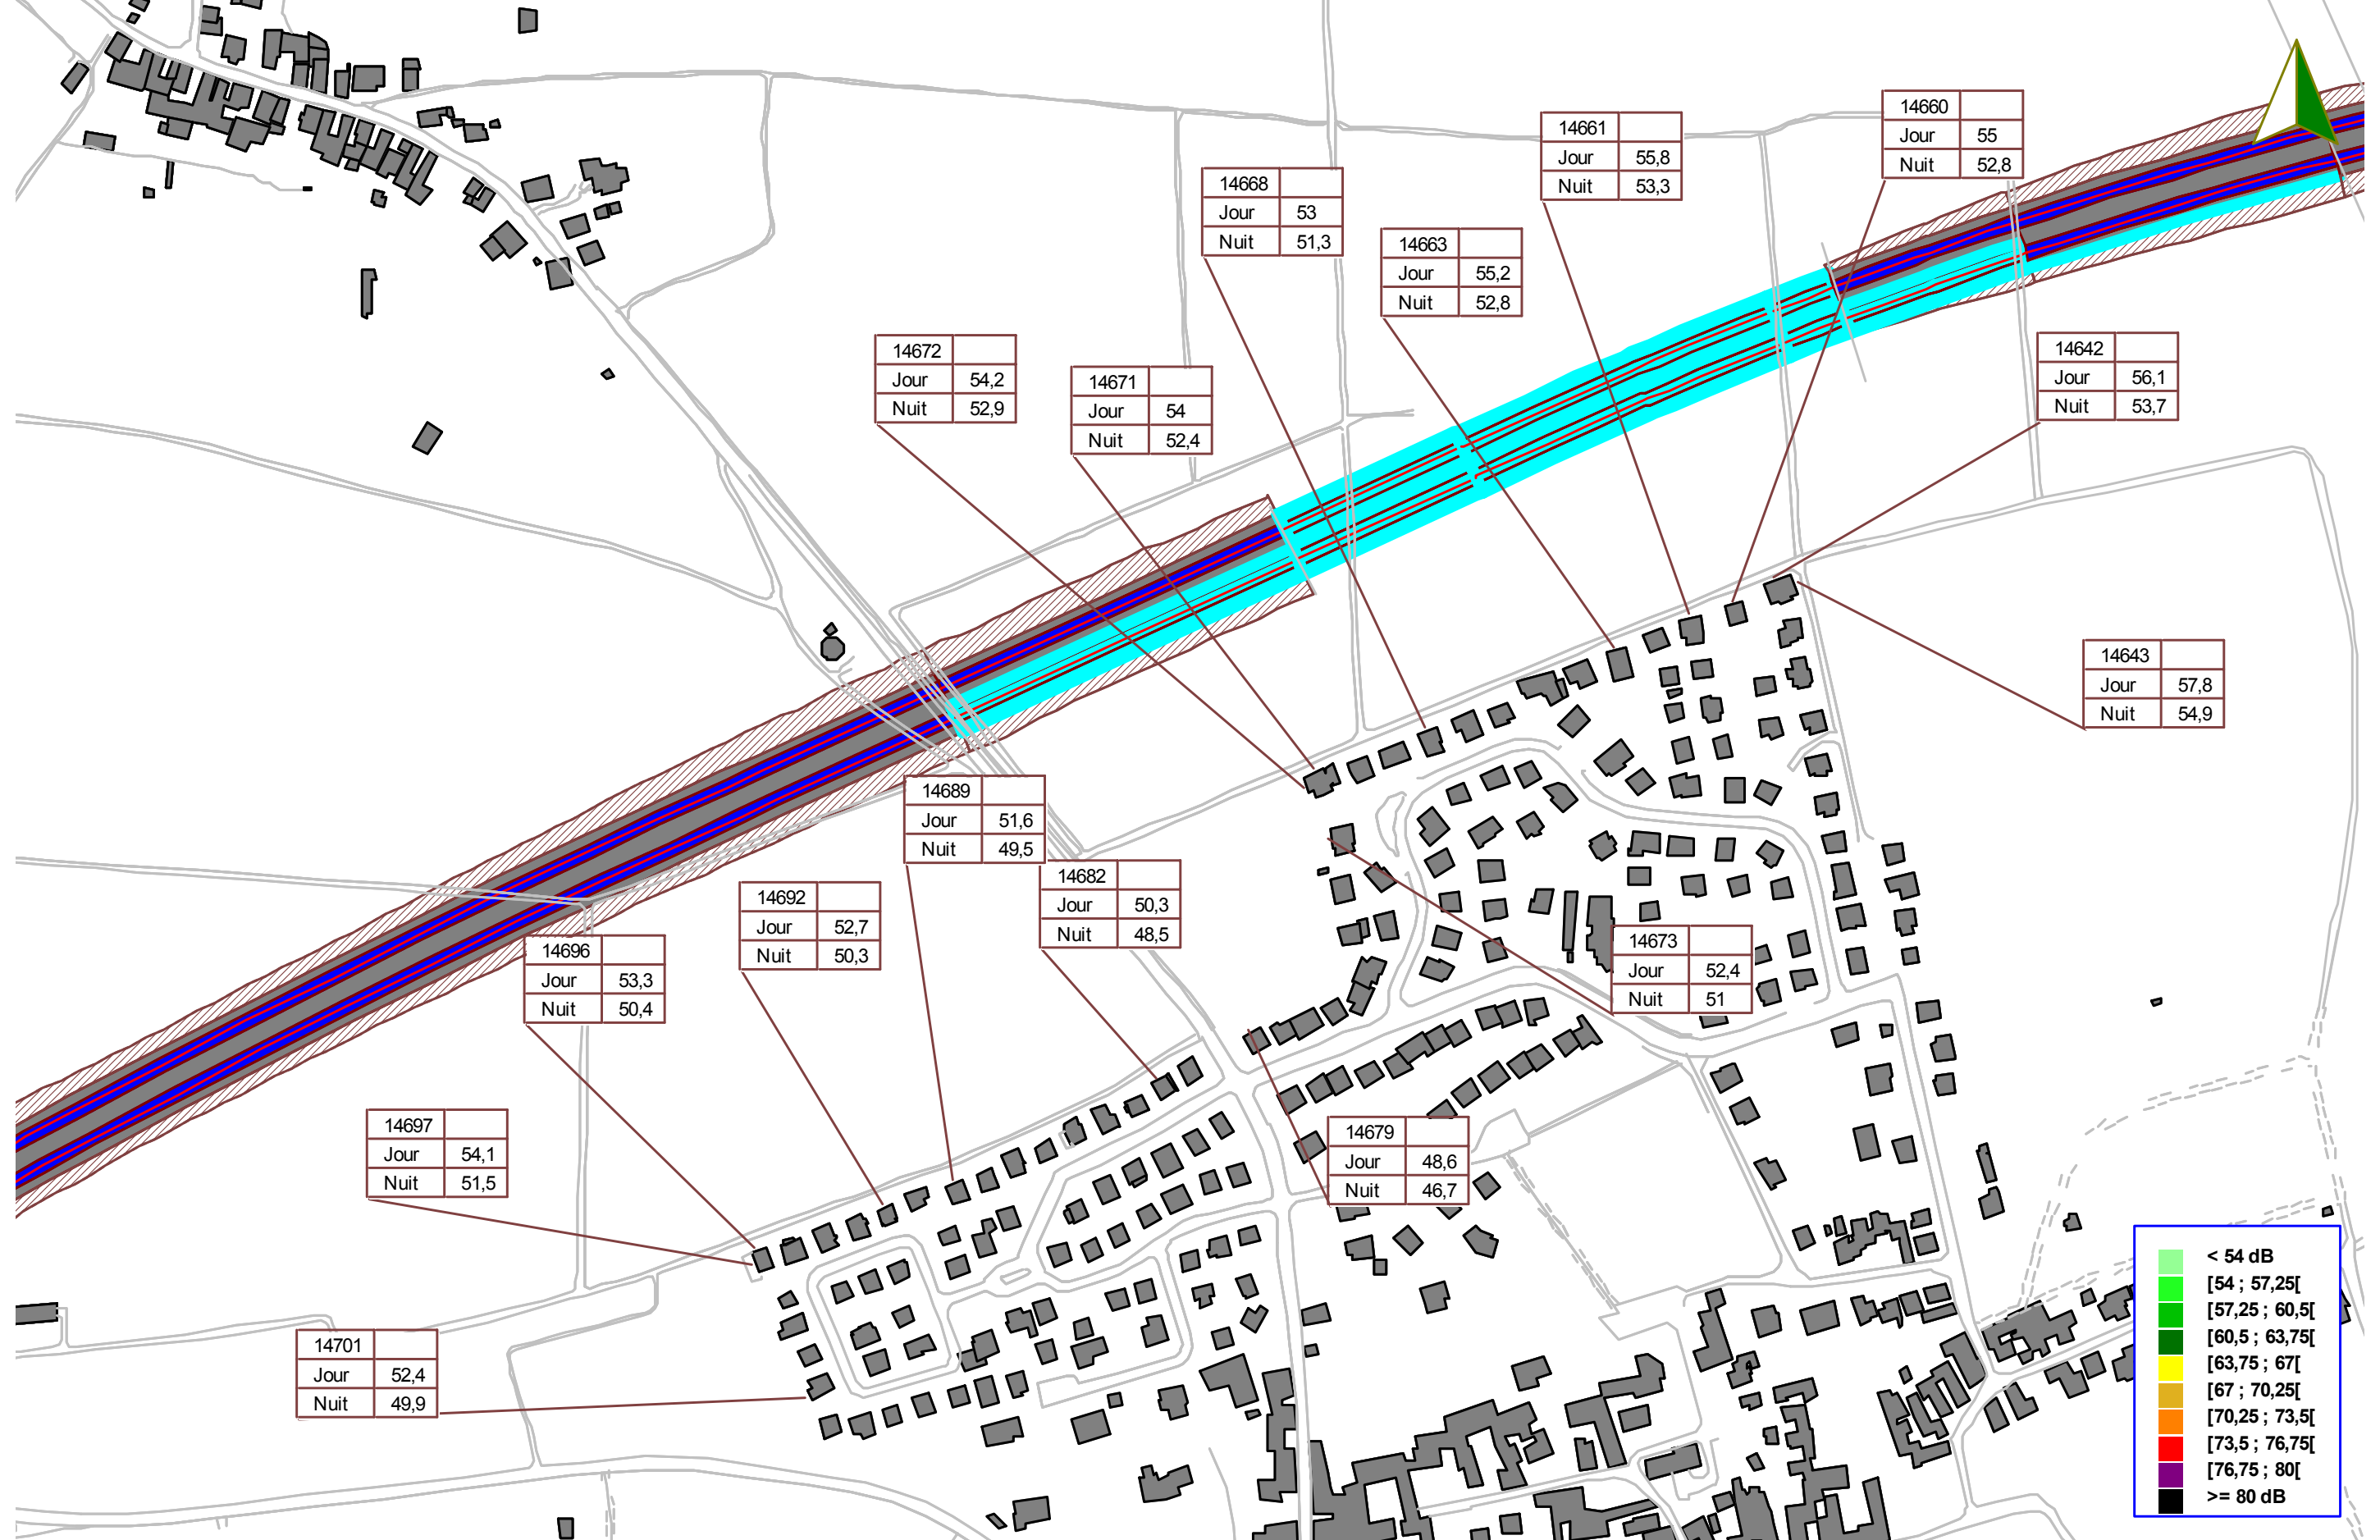 14660
Jour 55
Nuit 52,8
14661
Jour 55,8
Nuit 53,3
14668
Jour 53
Nuit 51,3
14663
Jour 55,2
Nuit 52,8
14672
Jour 54,2
Nuit 52,9
14671
Jour 54
Nuit 52,4
14642
Jour 56,1
Nuit 53,7
14643
Jour 57,8
Nuit 54,9
14689
Jour 51,6
Nuit 49,5
14682
Jour 50,3
Nuit 48,5
14692
Jour 52,7
Nuit 50,3
14696
Jour 53,3
Nuit 50,4
14673
Jour 52,4
Nuit 51
14697
Jour 54,1
Nuit 51,5
14679
Jour 48,6
Nuit 46,7
14701
Jour 52,4
Nuit 49,9
< 54 dB
[54 ; 57,25[
[57,25 ; 60,5[
[60,5 ; 63,75[
[63,75 ; 67[
[67 ; 70,25[
[70,25 ; 73,5[
[73,5 ; 76,75[
[76,75 ; 80[
>= 80 dB